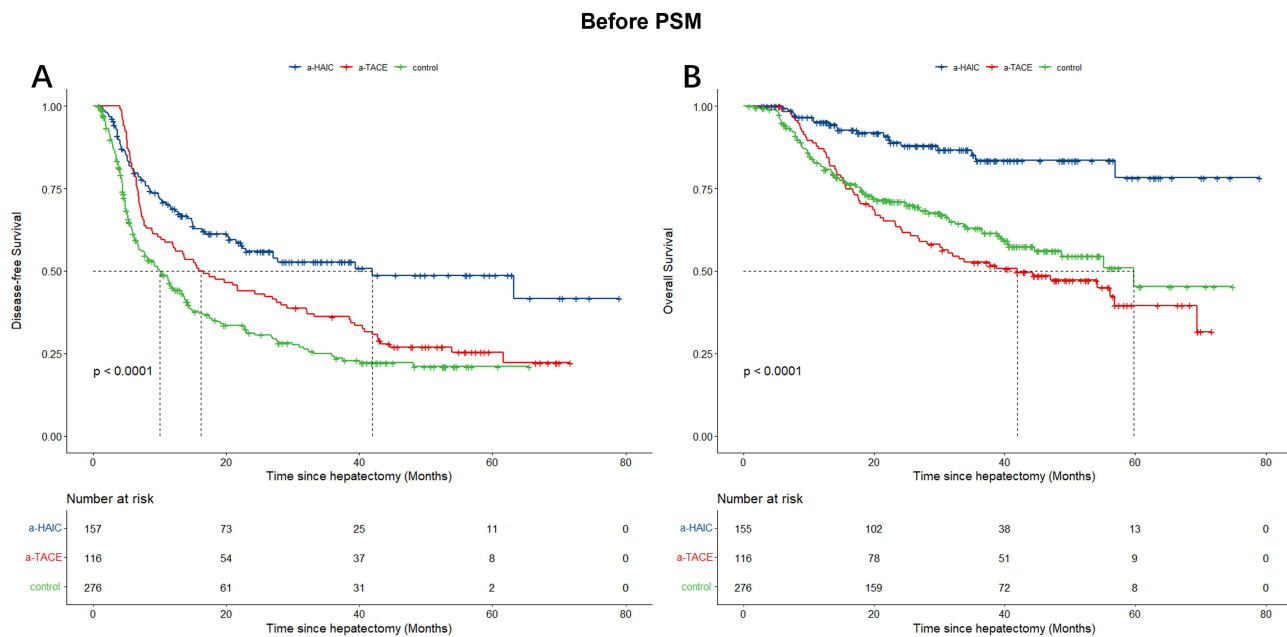 Before PSM
A
a-HAIC a-TACE control
Disease-free Survival
1.00
0.75
0.50
0.25
0.00
p < 0.0001
0 20 40 60 80
Time since hepatectomy (Months)
Number at risk
a-HAIC 157 73 25 11 0
a-TACE 116 54 37 8 0
control 276 61 31 2 0
0 20 40 60 80
Time since hepatectomy (Months)
B
a-HAIC a-TACE control
Overall Survival
1.00
0.75
0.50
0.25
0.00
p < 0.0001
0 20 40 60 80
Time since hepatectomy (Months)
Number at risk
a-HAIC 155 102 38 13 0
a-TACE 116 78 51 9 0
control 276 159 72 8 0
0 20 40 60 80
Time since hepatectomy (Months)